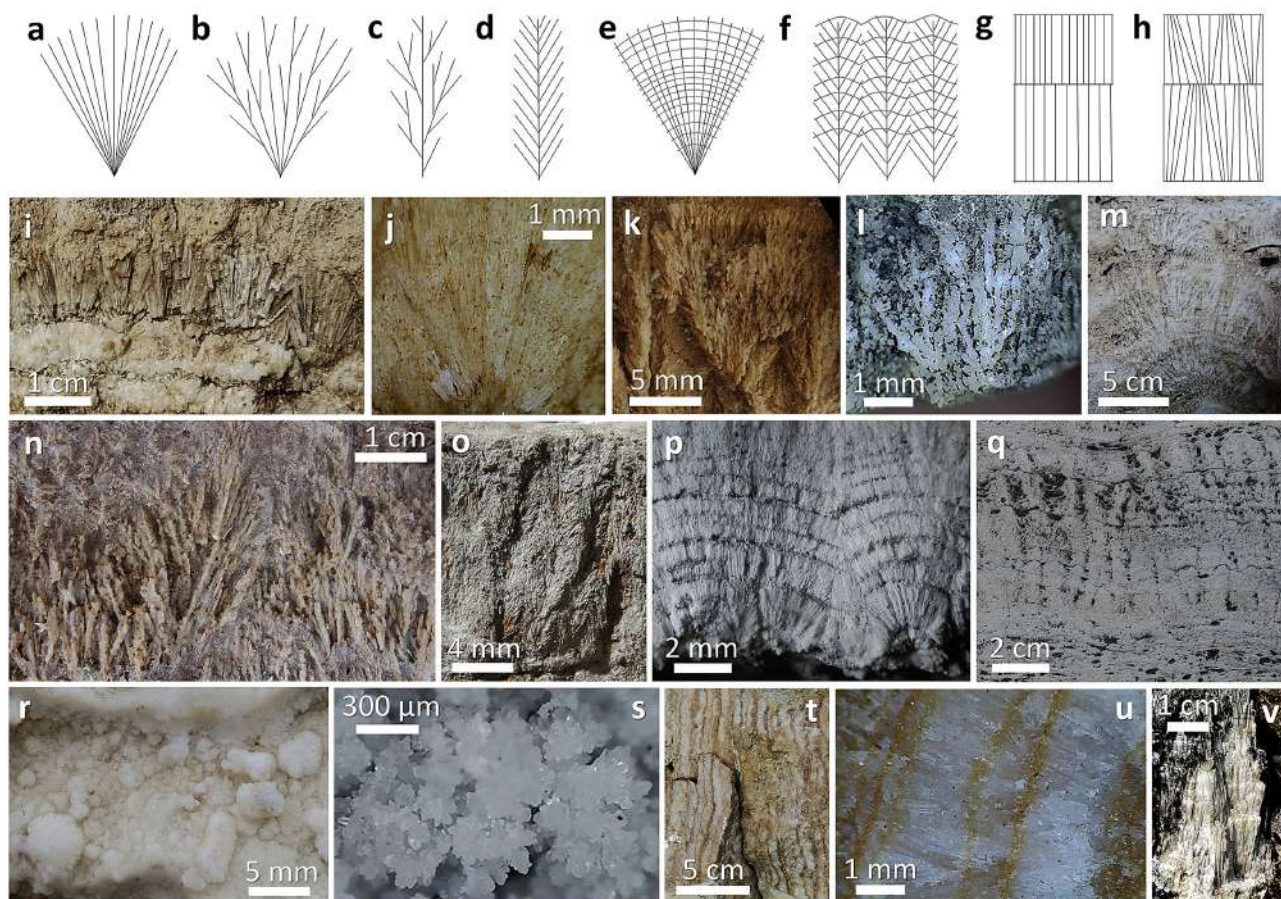 a b c d e f g h
i 1 cm
j 1 mm
k 5 mm
l 1 mm
m 5 cm
n 1 cm
o 4 mm
p 2 mm
q 2 cm
r 5 mm
300 µm s
t 5 cm
u 1 mm
1 cm v